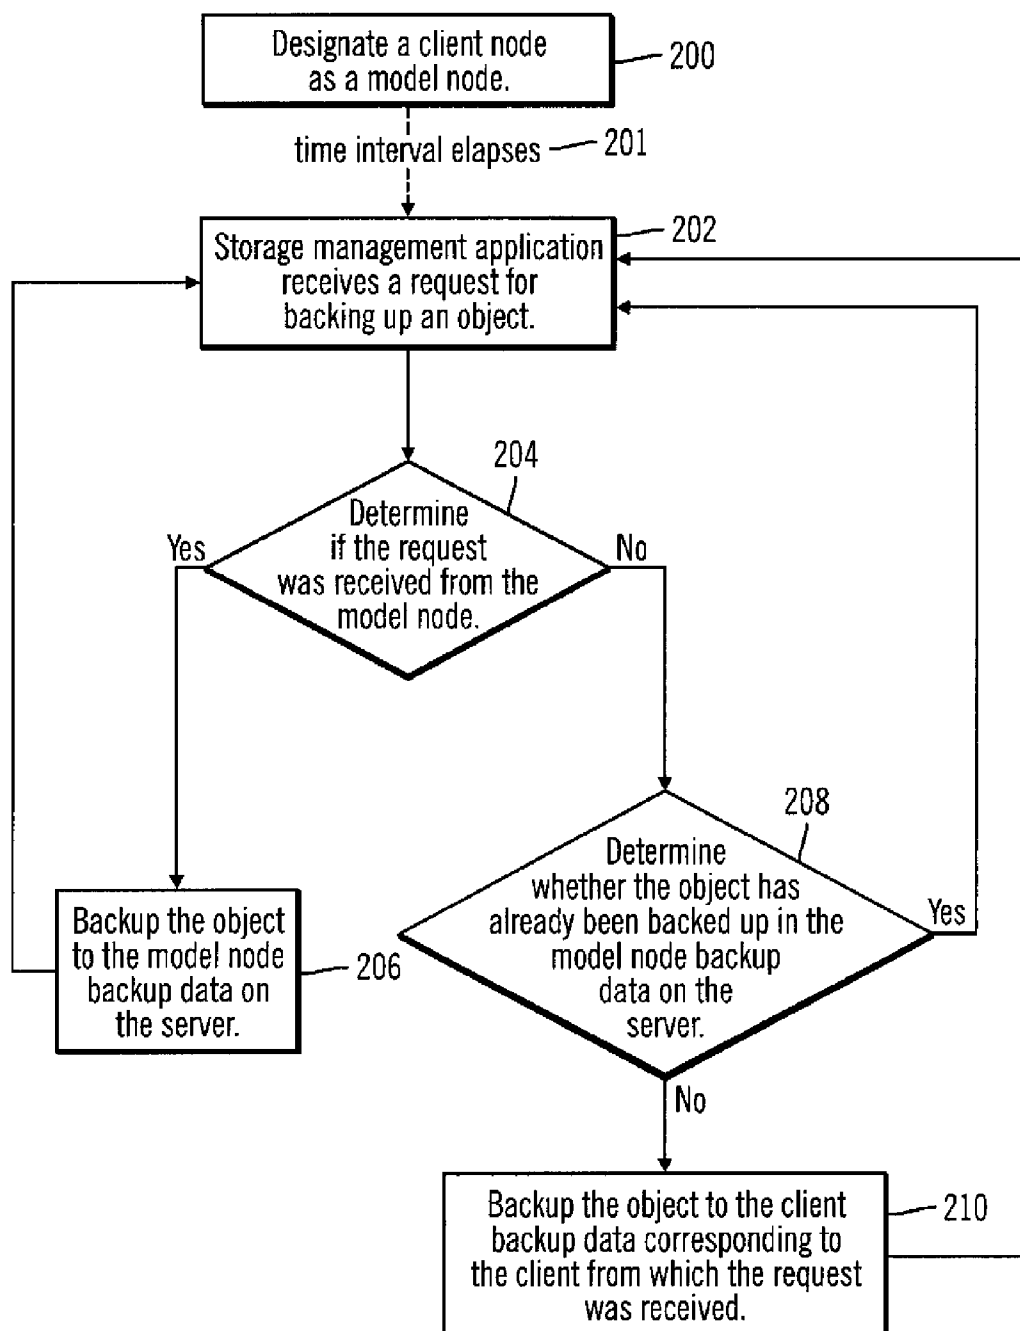 Designate a client node
as a model node.
200
time interval elapses
201
Storage management application
receives a request for
backing up an object.
202
204
Determine
if the request
was received from the
model node.
Yes
No
208
Determine
whether the object has
already been backed up in the
model node backup
data on the
server.
Yes
No
Backup the object
to the model node
backup data on
the server.
206
Backup the object to the client
backup data corresponding to
the client from which the request
was received.
210